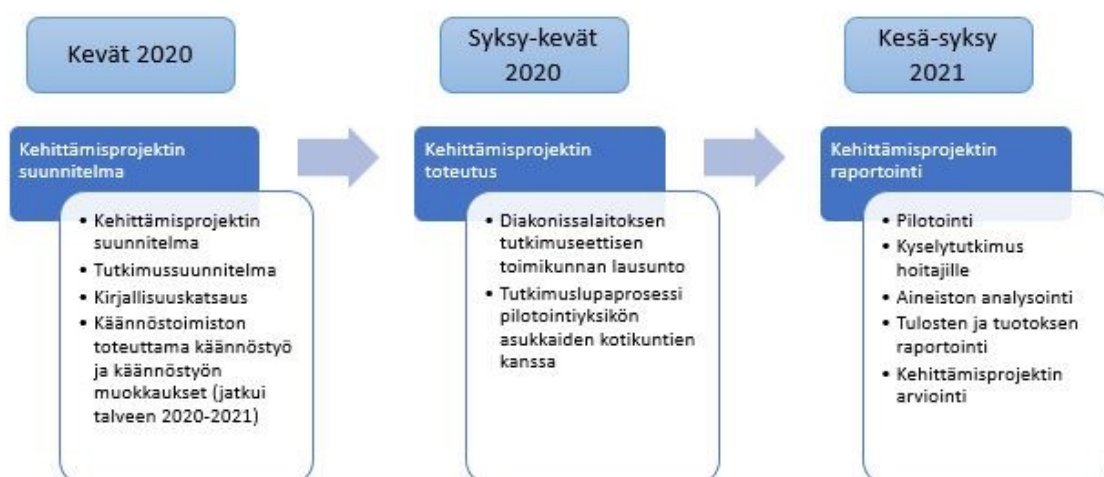 Kevät 2020
Kehittämisprojektin
suunnitelma
• Kehittämisprojektin
suunnitelma
• Tutkimussuunnitelma
• Kirjallisuuskatsaus
• Käännöstoimiston
toteuttama käännöstyö
ja käännöstyön
muokkaukset (jatkui
talveen 2020-2021)
Syksy-kevät
2020
Kehittämisprojektin
toteutus
• Diakonissalaitoksen
tutkimuseettisen
toimikunnan lausunto
• Tutkimuslupaprosessi
pilotointiyksikön
asukkaiden kotikuntien
kanssa
Kesä-syksy
2021
Kehittämisprojektin
raportointi
• Pilotointi
• Kyselytutkimus
hoitajille
• Aineiston analysointi
• Tulosten ja tuotoksen
raportointi
• Kehittämisprojektin
arviointi